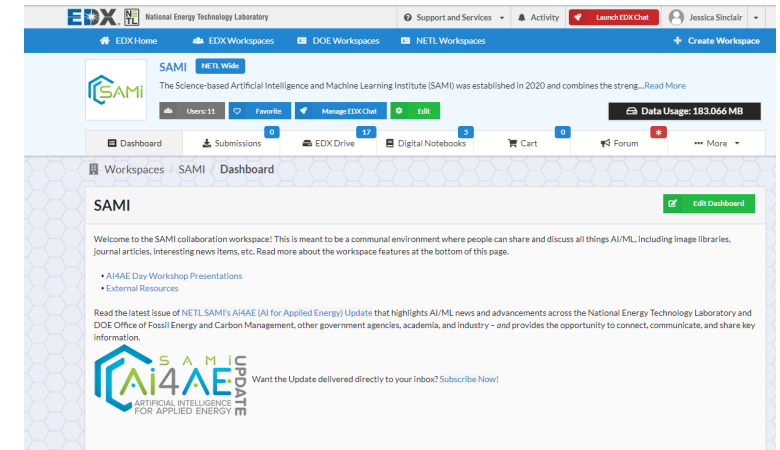 EDX NETL National Energy Technology Laboratory Support and Services Activity Launch EDX Chat Jessica Sinclair
EDX Home EDX Workspaces DOE Workspaces NETL Workspaces + Create Workspace
SAMI NETL Wide
SAMi
The Science-based Artificial Intelligence and Machine Learning Institute (SAMI) was established in 2020 and combines the streng...Read More
Users: 11 Favorite Manage EDX Chat Edit Data Usage: 183.066 MB
0 17 5 0 *
Dashboard Submissions EDX Drive Digital Notebooks Cart Forum ••• More
Workspaces / SAMI / Dashboard
SAMI Edit Dashboard
Welcome to the SAMI collaboration workspace! This is meant to be a communal environment where people can share and discuss all things AI/ML, including image libraries,
journal articles, interesting news items, etc. Read more about the workspace features at the bottom of this page.
• AI4AE Day Workshop Presentations
• External Resources
Read the latest issue of NETL SAMI's Ai4AE (AI for Applied Energy) Update that highlights AI/ML news and advancements across the National Energy Technology Laboratory and
DOE Office of Fossil Energy and Carbon Management, other government agencies, academia, and industry – and provides the opportunity to connect, communicate, and share key
information.
SAMi
Ai4AE UPDATE
ARTIFICIAL INTELLIGENCE
FOR APPLIED ENERGY
Want the Update delivered directly to your inbox? Subscribe Now!